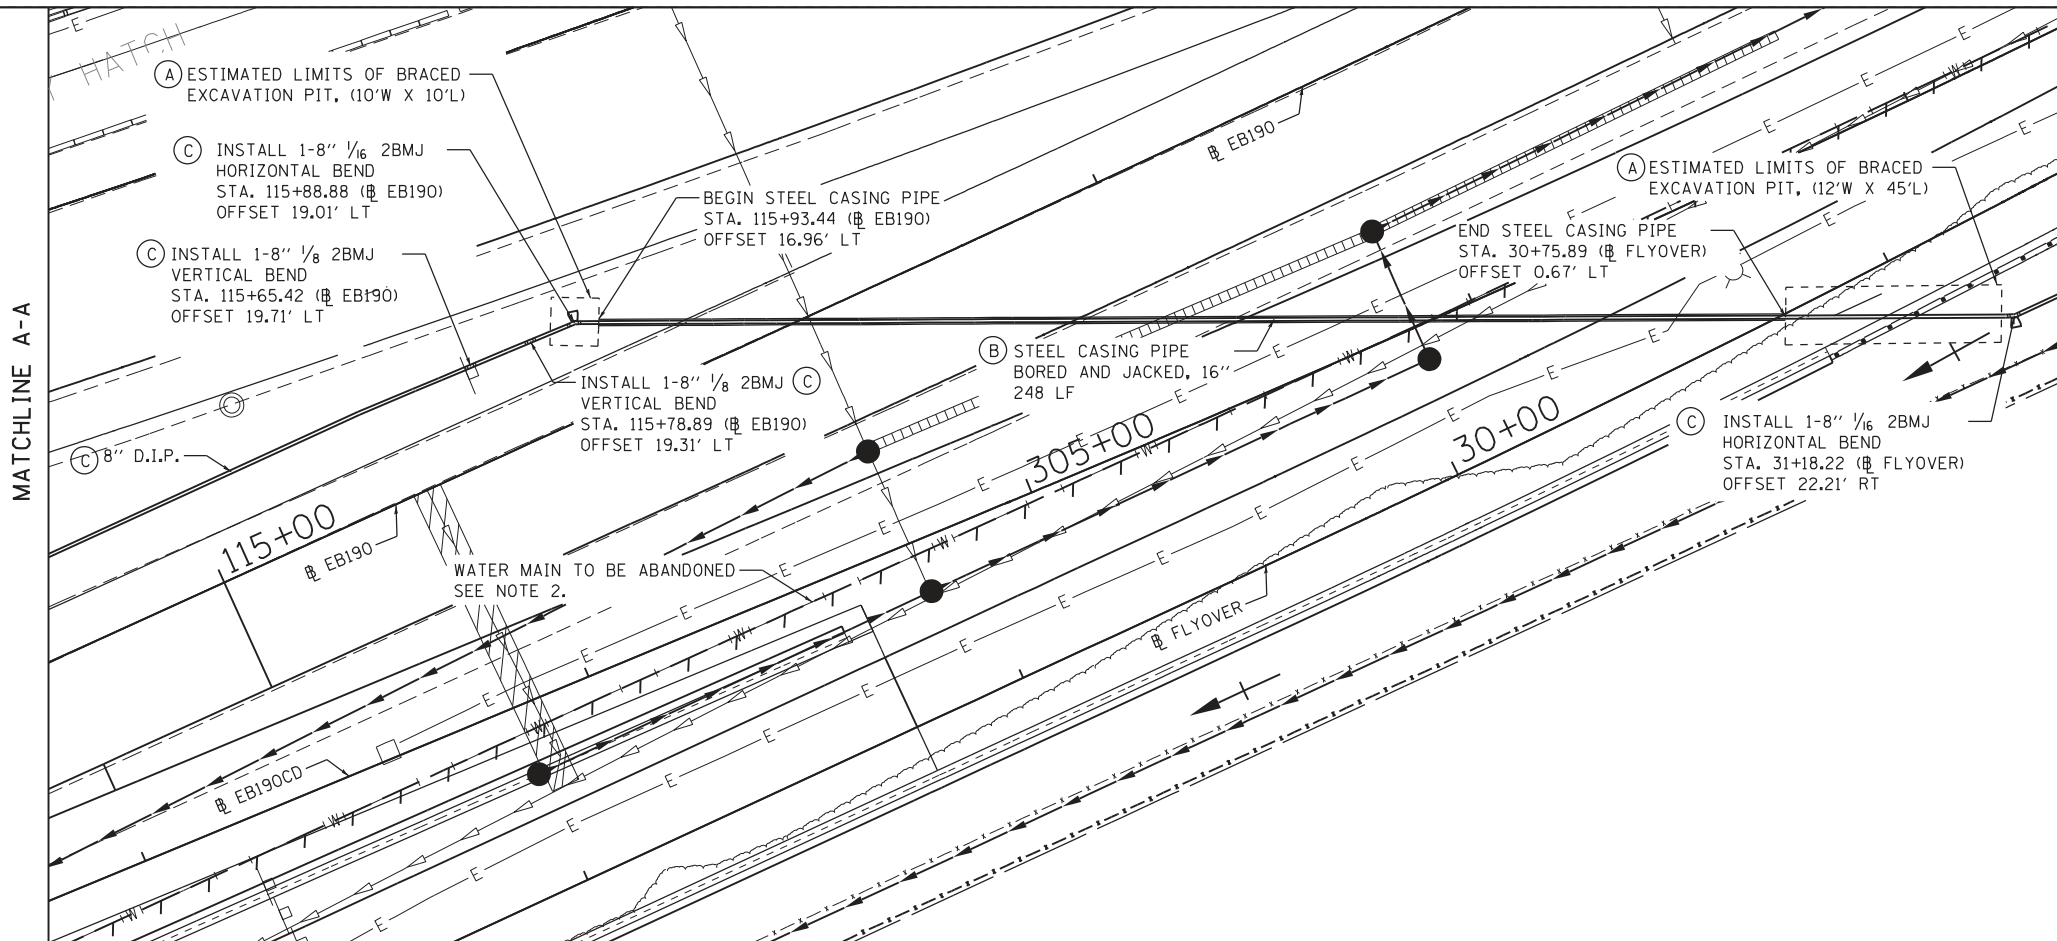 HATCH
MATCHLINE A-A
Ⓐ ESTIMATED LIMITS OF BRACED
EXCAVATION PIT, (10'W X 10'L)
Ⓒ INSTALL 1-8" 1/16 2BMJ
HORIZONTAL BEND
STA. 115+88.88 (℄ EB190)
OFFSET 19.01' LT
Ⓒ INSTALL 1-8" 1/8 2BMJ
VERTICAL BEND
STA. 115+65.42 (℄ EB190)
OFFSET 19.71' LT
BEGIN STEEL CASING PIPE
STA. 115+93.44 (℄ EB190)
OFFSET 16.96' LT
℄ EB190
Ⓐ ESTIMATED LIMITS OF BRACED
EXCAVATION PIT, (12'W X 45'L)
END STEEL CASING PIPE
STA. 30+75.89 (℄ FLYOVER)
OFFSET 0.67' LT
Ⓑ STEEL CASING PIPE
BORED AND JACKED, 16"
248 LF
INSTALL 1-8" 1/8 2BMJ Ⓒ
VERTICAL BEND
STA. 115+78.89 (℄ EB190)
OFFSET 19.31' LT
Ⓒ 8" D.I.P.
Ⓒ INSTALL 1-8" 1/16 2BMJ
HORIZONTAL BEND
STA. 31+18.22 (℄ FLYOVER)
OFFSET 22.21' RT
305+00
30+00
115+00
℄ EB190
WATER MAIN TO BE ABANDONED
SEE NOTE 2.
℄ FLYOVER
℄ EB190CD